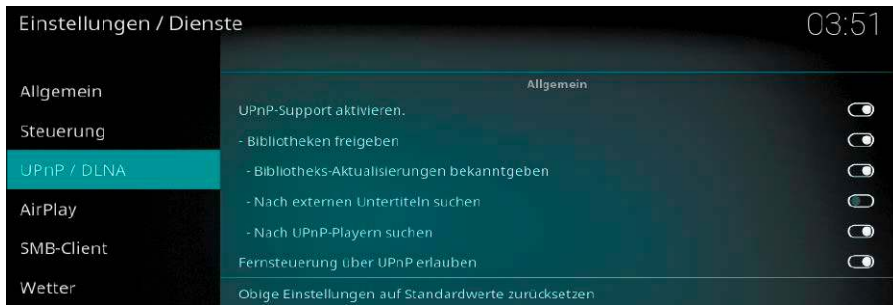 Einstellungen / Dienste
03:51
Allgemein
Steuerung
UPnP / DLNA
AirPlay
SMB-Client
Wetter
Allgemein
UPnP-Support aktivieren.
- Bibliotheken freigeben
- Bibliotheks-Aktualisierungen bekanntgeben
- Nach externen Untertiteln suchen
- Nach UPnP-Playern suchen
Fernsteuerung über UPnP erlauben
Obige Einstellungen auf Standardwerte zurücksetzen